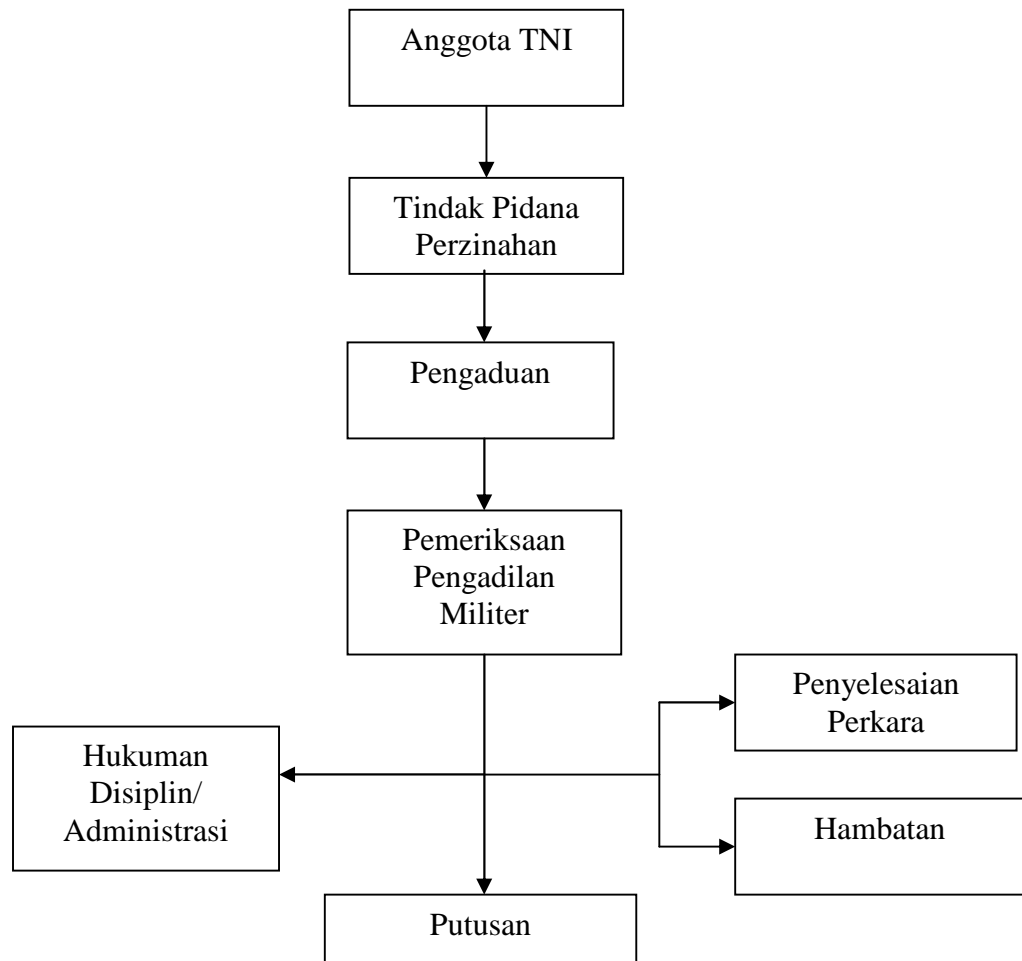 Anggota TNI
Tindak Pidana
Perzinahan
Pengaduan
Pemeriksaan
Pengadilan
Militer
Penyelesaian
Perkara
Hukuman
Disiplin/
Administrasi
Hambatan
Putusan